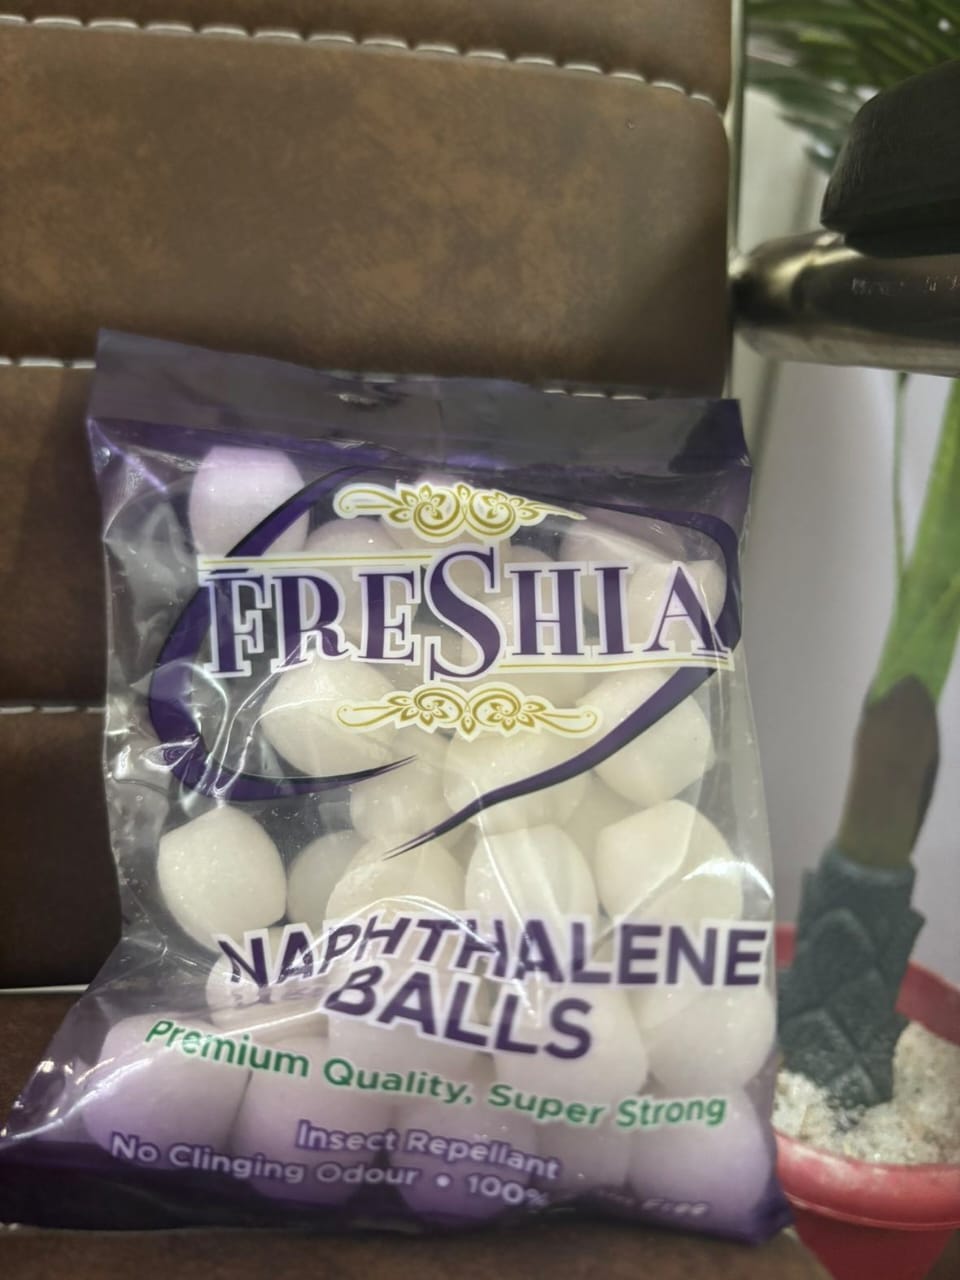 FRESHIA
NAPHTHALENE
BALLS
Premium Quality, Super Strong
Insect Repellant
No Clinging Odour • 100%